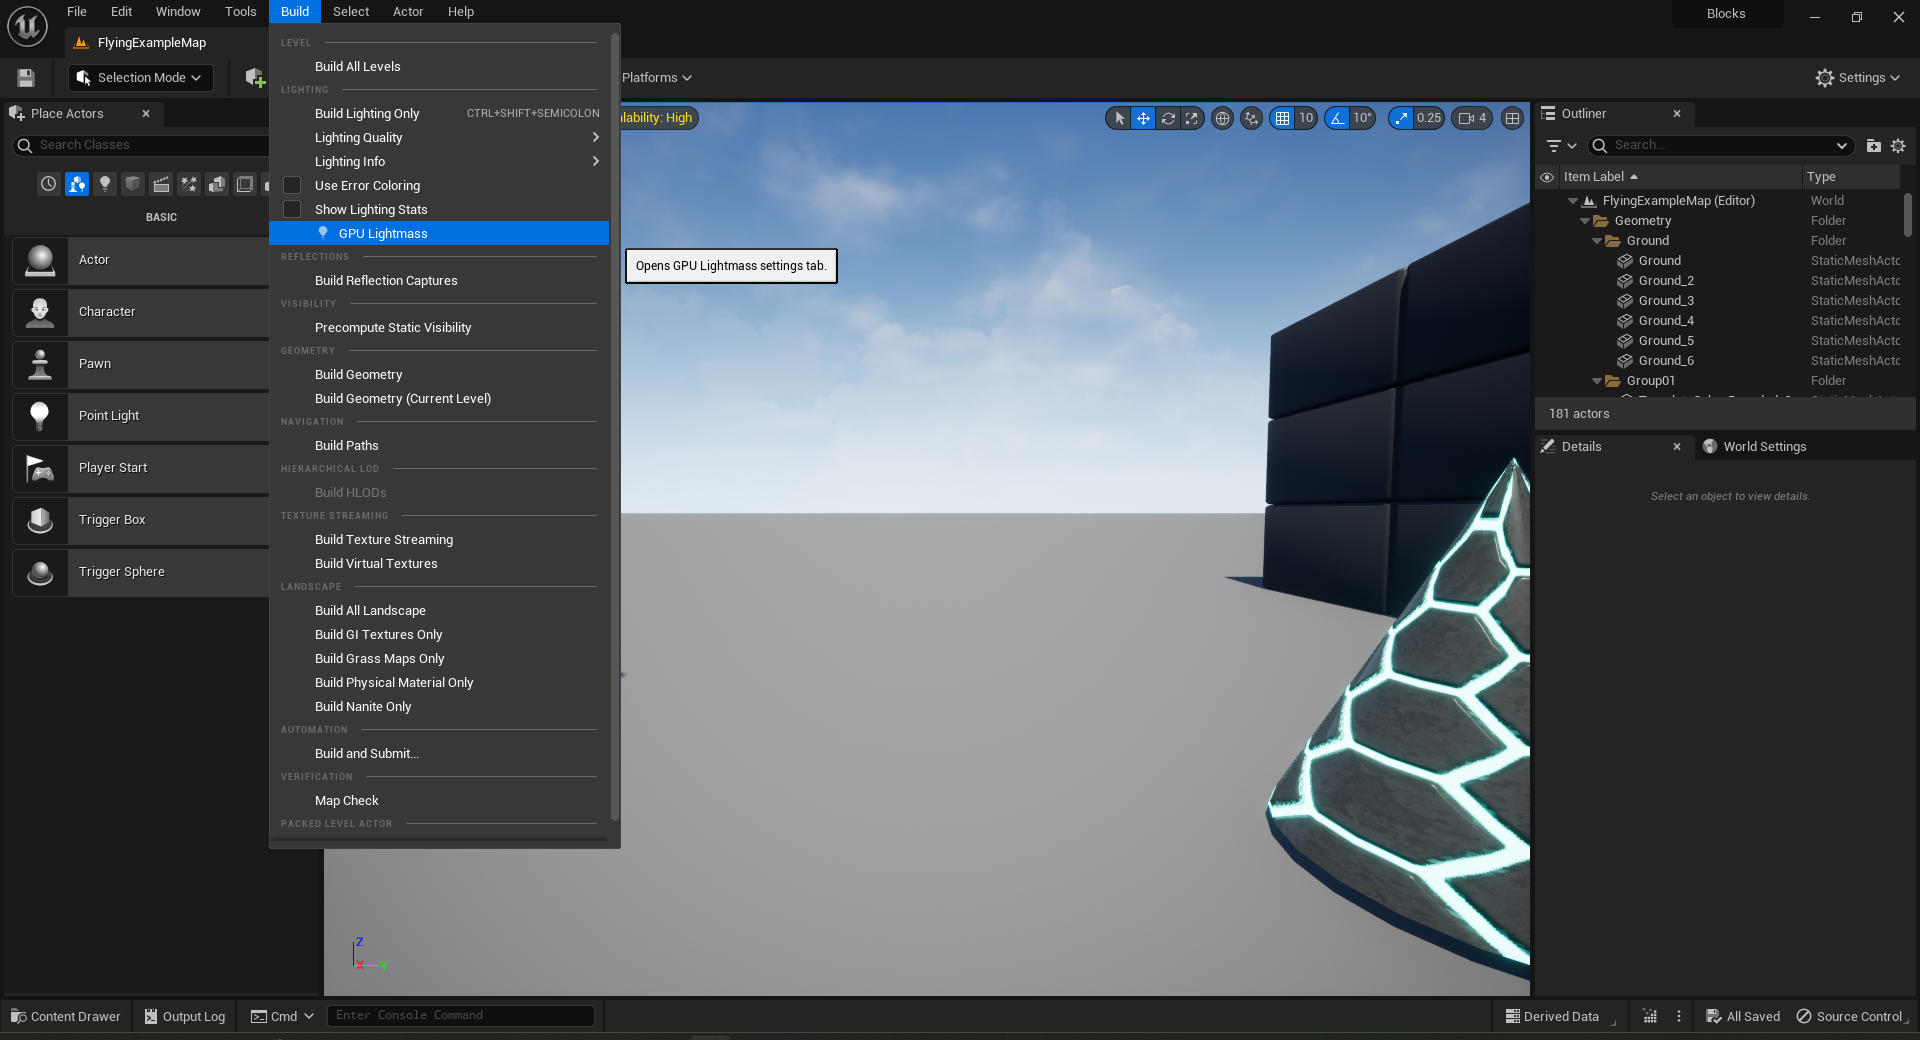 File Edit Window Tools Build Select Actor Help
Blocks
FlyingExampleMap
Selection Mode
Platforms
Settings
Place Actors
Search Classes
BASIC
Actor
Character
Pawn
Point Light
Player Start
Trigger Box
Trigger Sphere
LEVEL
Build All Levels
LIGHTING
Build Lighting Only CTRL+SHIFT+SEMICOLON
Lighting Quality
Lighting Info
Use Error Coloring
Show Lighting Stats
GPU Lightmass
REFLECTIONS
Build Reflection Captures
VISIBILITY
Precompute Static Visibility
GEOMETRY
Build Geometry
Build Geometry (Current Level)
NAVIGATION
Build Paths
HIERARCHICAL LOD
Build HLODs
TEXTURE STREAMING
Build Texture Streaming
Build Virtual Textures
LANDSCAPE
Build All Landscape
Build GI Textures Only
Build Grass Maps Only
Build Physical Material Only
Build Nanite Only
AUTOMATION
Build and Submit...
VERIFICATION
Map Check
PACKED LEVEL ACTOR
Opens GPU Lightmass settings tab.
lability: High
10 10° 0.25 4
Z
X Y
Outliner
Search...
Item Label Type
FlyingExampleMap (Editor) World
Geometry Folder
Ground Folder
Ground StaticMeshActo
Ground_2 StaticMeshActo
Ground_3 StaticMeshActo
Ground_4 StaticMeshActo
Ground_5 StaticMeshActo
Ground_6 StaticMeshActo
Group01 Folder
181 actors
Details World Settings
Select an object to view details.
Content Drawer Output Log Cmd Enter Console Command Derived Data All Saved Source Control